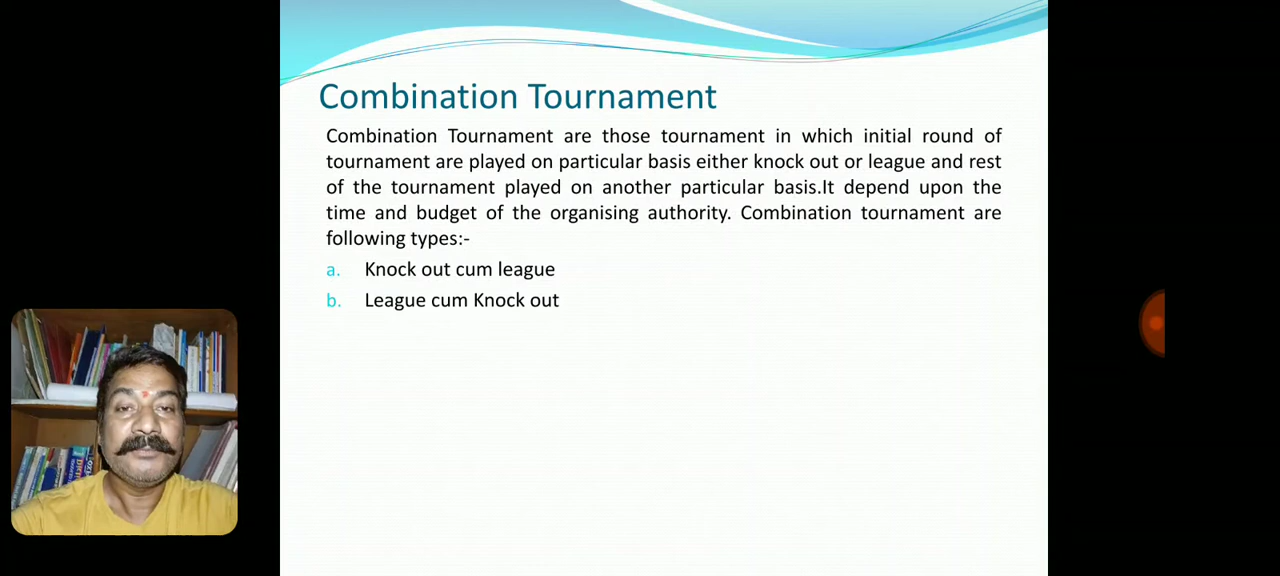 Combination Tournament
Combination Tournament are those tournament in which initial round of
tournament are played on particular basis either knock out or league and rest
of the tournament played on another particular basis.It depend upon the
time and budget of the organising authority. Combination tournament are
following types:-
a. Knock out cum league
b. League cum Knock out